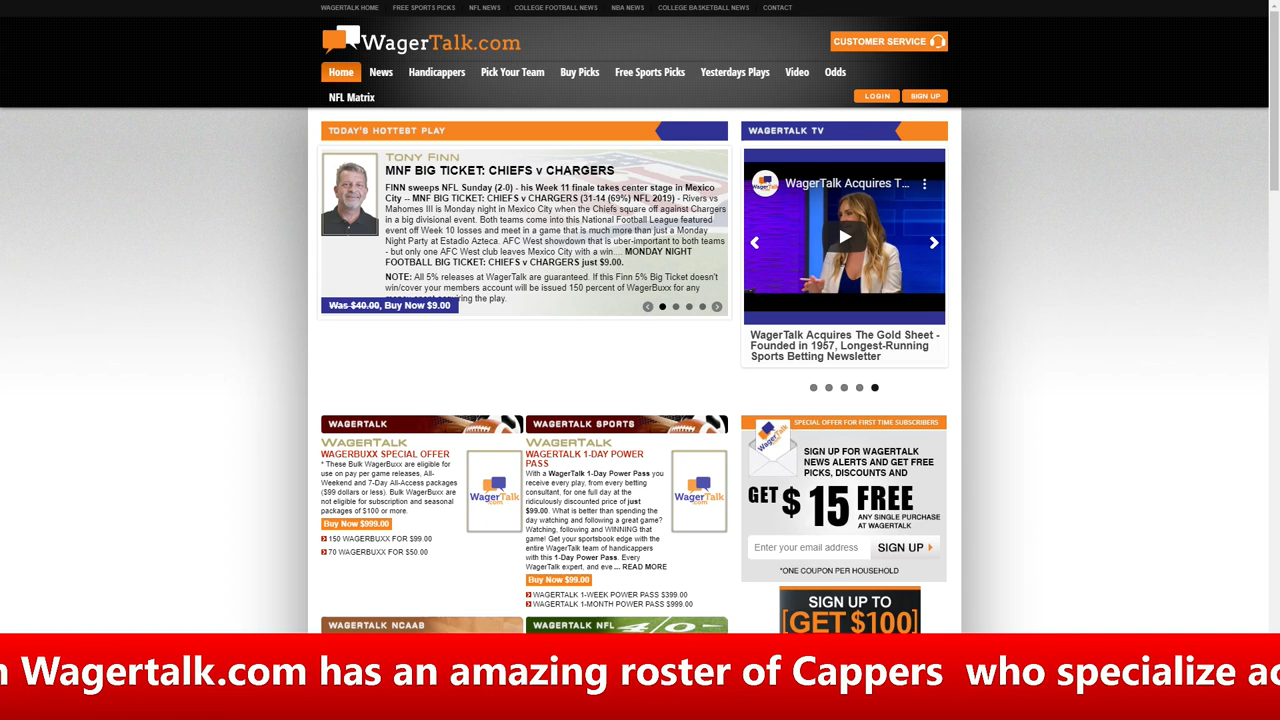 WAGERTALK HOME FREE SPORTS PICKS NFL NEWS COLLEGE FOOTBALL NEWS NBA NEWS COLLEGE BASKETBALL NEWS CONTACT
WagerTalk.com
CUSTOMER SERVICE
Home News Handicappers Pick Your Team Buy Picks Free Sports Picks Yesterdays Plays Video Odds
NFL Matrix
LOGIN SIGN UP
TODAY'S HOTTEST PLAY
TONY FINN
MNF BIG TICKET: CHIEFS v CHARGERS
FINN sweeps NFL Sunday (2-0) - his Week 11 finale takes center stage in Mexico
City -- MNF BIG TICKET: CHIEFS v CHARGERS (31-14 (69%) NFL 2019) - Rivers vs
Mahomes III is Monday night in Mexico City when the Chiefs square off against Chargers
in a big divisional event. Both teams come into this National Football League featured
event off Week 10 losses and meet in a game that is much more than just a Monday
Night Party at Estadio Azteca. AFC West showdown that is uber-important to both teams
- but only one AFC West club leaves Mexico City with a win.... MONDAY NIGHT
FOOTBALL BIG TICKET: CHIEFS v CHARGERS just $9.00.
NOTE: All 5% releases at WagerTalk are guaranteed. If this Finn 5% Big Ticket doesn't
win/cover your members account will be issued 150 percent of WagerBuxx for any
the play.
Was $40.00, Buy Now $9.00
WAGERTALK TV
WagerTalk Acquires T...
WagerTalk Acquires The Gold Sheet -
Founded in 1957, Longest-Running
Sports Betting Newsletter
WAGERTALK
WAGERTALK
WAGERBUXX SPECIAL OFFER
* These Bulk WagerBuxx are eligible for
use on pay per game releases, All-
Weekend and 7-Day All-Access packages
($99 dollars or less). Bulk WagerBuxx are
not eligible for subscription and seasonal
packages of $100 or more.
Buy Now $999.00
150 WAGERBUXX FOR $99.00
70 WAGERBUXX FOR $50.00
WagerTalk
.com
WAGERTALK SPORTS
WAGERTALK
WAGERTALK 1-DAY POWER
PASS
With a WagerTalk 1-Day Power Pass you
receive every play, from every betting
consultant, for one full day at the
ridiculously discounted price of just
$99.00. What is better than spending the
day watching and following a great game?
Watching, following and WINNING that
game! Get your sportsbook edge with the
entire WagerTalk team of handicappers
with this 1-Day Power Pass. Every
WagerTalk expert, and eve... READ MORE
Buy Now $99.00
WAGERTALK 1-WEEK POWER PASS $399.00
WAGERTALK 1-MONTH POWER PASS $999.00
WagerTalk
.com
SPECIAL OFFER FOR FIRST TIME SUBSCRIBERS
WagerTalk
SIGN UP FOR WAGERTALK
NEWS ALERTS AND GET FREE
PICKS, DISCOUNTS AND
GET $15 FREE
ANY SINGLE PURCHASE
AT WAGERTALK
Enter your email address SIGN UP
*ONE COUPON PER HOUSEHOLD
SIGN UP TO
[GET $100]
WAGERTALK NCAAB
WAGERTALK NFL
4/0
n Wagertalk.com has an amazing roster of Cappers who specialize ac